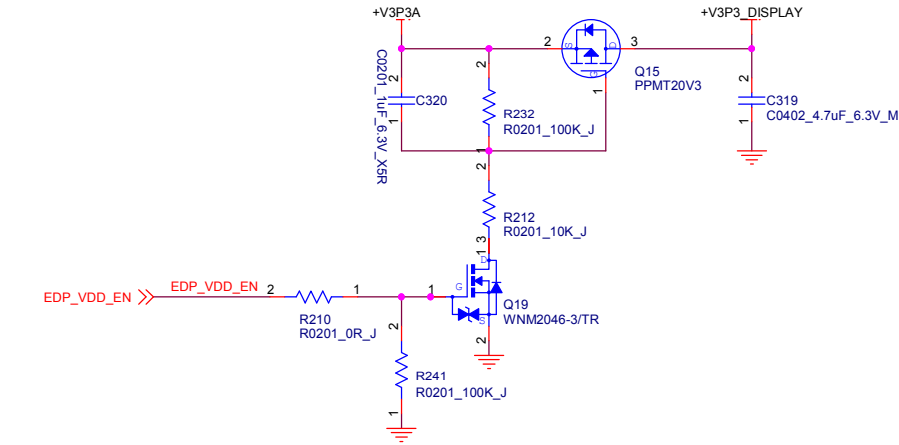 +V3P3A
+V3P3_DISPLAY
2
S
D
3
G
1
Q15
PPMT20V3
C0201_1uF_6.3V_X5R
2
C320
1
2
R232
R0201_100K_J
1
2
C319
C0402_4.7uF_6.3V_M
1
2
R212
R0201_10K_J
1
3
D
G
S
Q19
WNM2046-3/TR
2
EDP_VDD_EN
EDP_VDD_EN
2
1
1
R210
R0201_0R_J
2
R241
R0201_100K_J
1